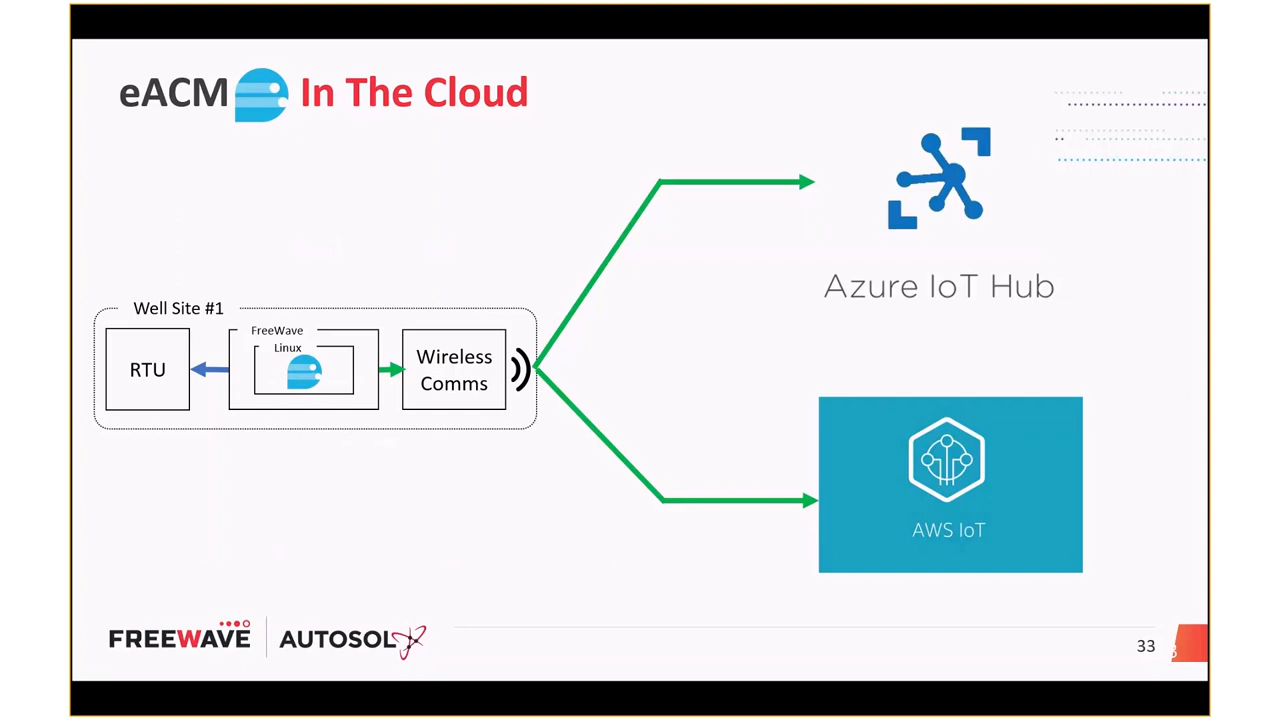 eACM In The Cloud
Azure IoT Hub
Well Site #1
FreeWave
Linux
RTU
Wireless
Comms
AWS IoT
FREEWAVE
AUTOSOL
33